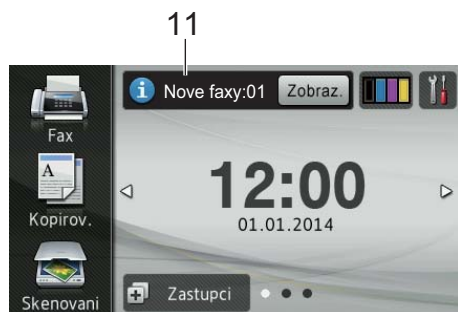 11
Nove faxy:01 Zobraz.
Fax
12:00
01.01.2014
Kopirov.
Skenovani
Zastupci